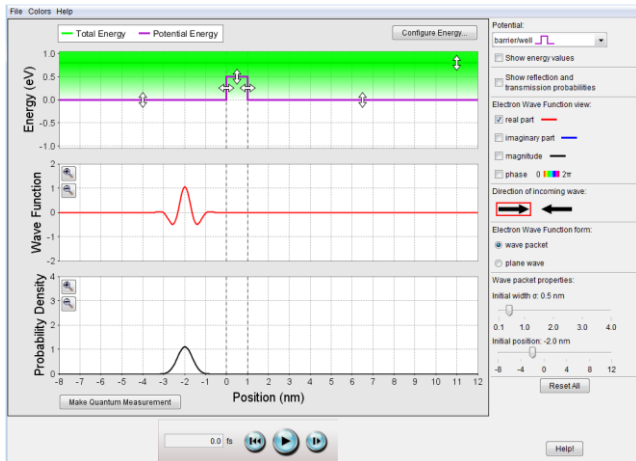 File Colors Help
Total Energy Potential Energy
Configure Energy...
Energy (eV)
1.0
0.5
0.0
-0.5
-1.0
Wave Function
2
1
0
-1
-2
Probability Density
4
3
2
1
0
-8 -7 -6 -5 -4 -3 -2 -1 0 1 2 3 4 5 6 7 8 9 10 11 12
Position (nm)
Make Quantum Measurement
0.0 fs
Potential:
barrier/well
Show energy values
Show reflection and
transmission probabilities
Electron Wave Function view:
real part
imaginary part
magnitude
phase 0 2π
Direction of incoming wave:
Electron Wave Function form:
wave packet
plane wave
Wave packet properties:
Initial width σ: 0.5 nm
0.1 1.0 2.0 3.0 4.0
Initial position: -2.0 nm
-8 -4 0 4 8 12
Reset All
Help!